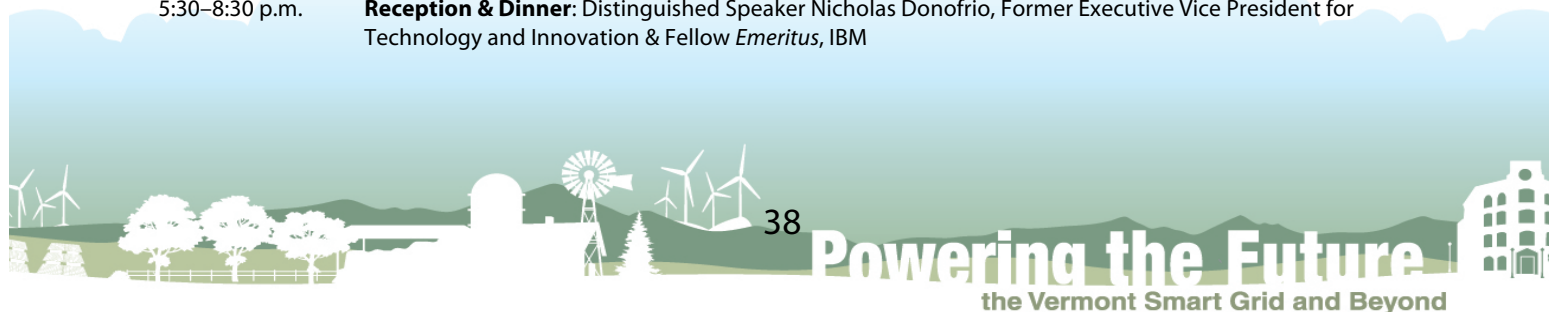 5:30–8:30 p.m. Reception & Dinner: Distinguished Speaker Nicholas Donofrio, Former Executive Vice President for
Technology and Innovation & Fellow Emeritus, IBM
38
Powering the Future
the Vermont Smart Grid and Beyond